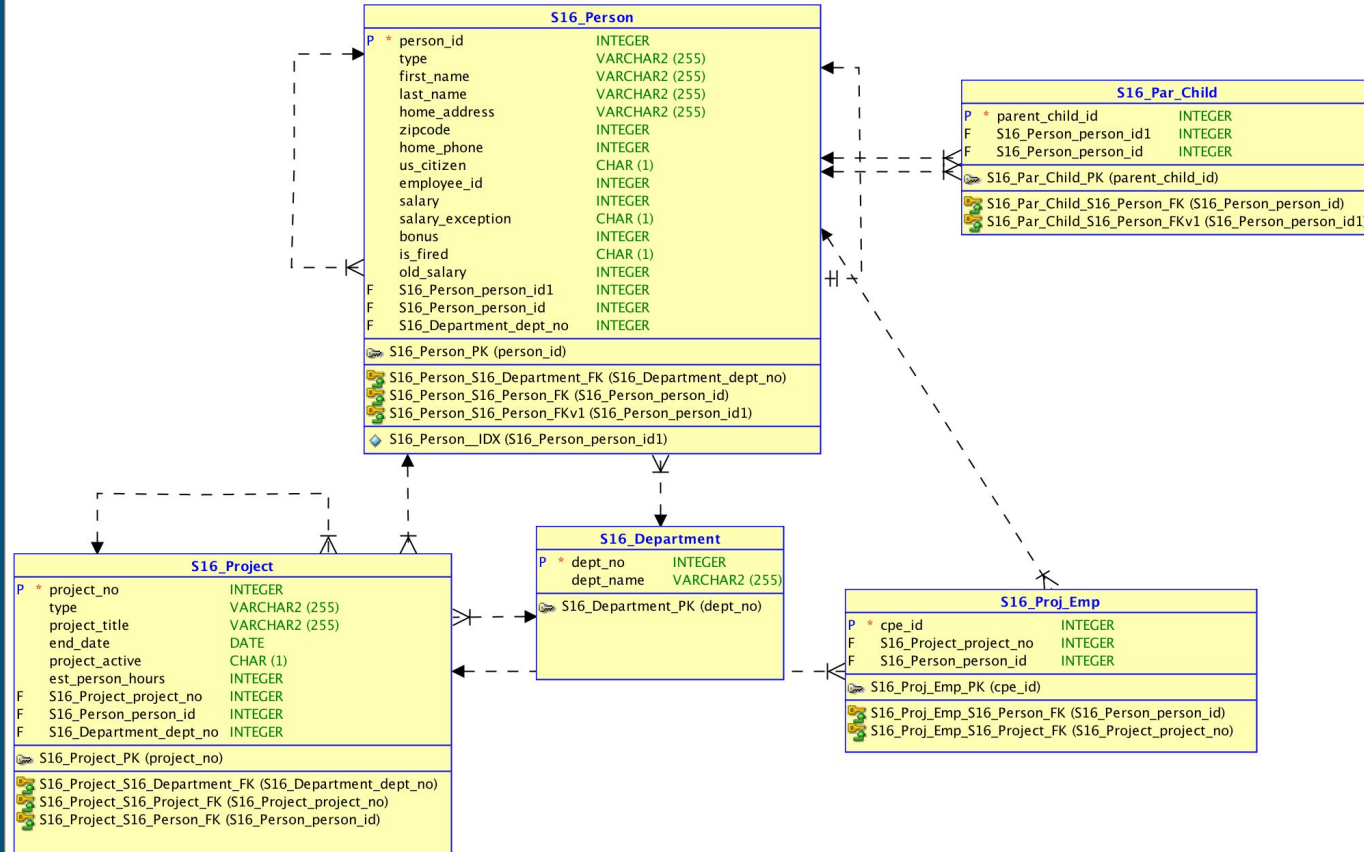 S16_Person
P * person_id INTEGER
type VARCHAR2 (255)
first_name VARCHAR2 (255)
last_name VARCHAR2 (255)
home_address VARCHAR2 (255)
zipcode INTEGER
home_phone INTEGER
us_citizen CHAR (1)
employee_id INTEGER
salary INTEGER
salary_exception CHAR (1)
bonus INTEGER
is_fired CHAR (1)
old_salary INTEGER
F S16_Person_person_id1 INTEGER
F S16_Person_person_id INTEGER
F S16_Department_dept_no INTEGER
S16_Person_PK (person_id)
S16_Person_S16_Department_FK (S16_Department_dept_no)
S16_Person_S16_Person_FK (S16_Person_person_id)
S16_Person_S16_Person_FKv1 (S16_Person_person_id1)
S16_Person__IDX (S16_Person_person_id1)
S16_Par_Child
P * parent_child_id INTEGER
F S16_Person_person_id1 INTEGER
F S16_Person_person_id INTEGER
S16_Par_Child_PK (parent_child_id)
S16_Par_Child_S16_Person_FK (S16_Person_person_id)
S16_Par_Child_S16_Person_FKv1 (S16_Person_person_id1
S16_Project
P * project_no INTEGER
type VARCHAR2 (255)
project_title VARCHAR2 (255)
end_date DATE
project_active CHAR (1)
est_person_hours INTEGER
F S16_Project_project_no INTEGER
F S16_Person_person_id INTEGER
F S16_Department_dept_no INTEGER
S16_Project_PK (project_no)
S16_Project_S16_Department_FK (S16_Department_dept_no)
S16_Project_S16_Project_FK (S16_Project_project_no)
S16_Project_S16_Person_FK (S16_Person_person_id)
S16_Department
P * dept_no INTEGER
dept_name VARCHAR2 (255)
S16_Department_PK (dept_no)
S16_Proj_Emp
P * cpe_id INTEGER
F S16_Project_project_no INTEGER
F S16_Person_person_id INTEGER
S16_Proj_Emp_PK (cpe_id)
S16_Proj_Emp_S16_Person_FK (S16_Person_person_id)
S16_Proj_Emp_S16_Project_FK (S16_Project_project_no)